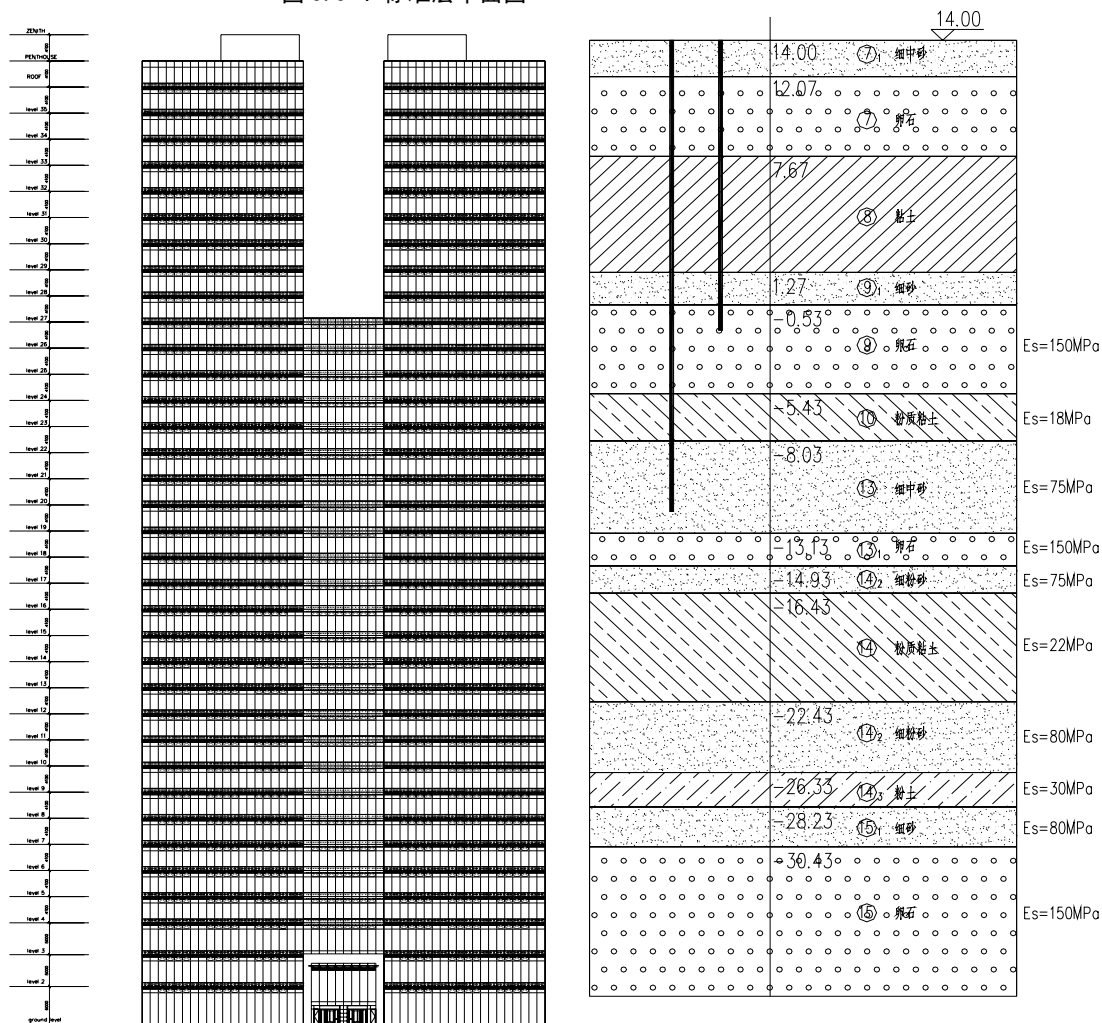 ZENITH
PENTHOUSE
ROOF
level 35
level 34
level 33
level 32
level 31
level 30
level 29
level 28
level 27
level 26
level 25
level 24
level 23
level 22
level 21
level 20
level 19
level 18
level 17
level 16
level 15
level 14
level 13
level 12
level 11
level 10
level 9
level 8
level 7
level 6
level 5
level 4
level 3
level 2
ground level
14.00
14.00 ⑦1 细中砂
12.07
⑦ 卵石
7.67
⑧ 粘土
1.27 ⑨1 细砂
-0.53
⑨ 卵石 Es=150MPa
-5.43 ⑩ 粉质粘土 Es=18MPa
-8.03
⑬ 细中砂 Es=75MPa
-13.13 ⑬1 卵石 Es=150MPa
-14.93 ⑭2 细粉砂 Es=75MPa
-16.43
⑭ 粉质粘土 Es=22MPa
-22.43
⑭2 细粉砂 Es=80MPa
-26.33 ⑭3 粉土 Es=30MPa
-28.23 ⑮1 细砂 Es=80MPa
-30.43
⑮ 卵石 Es=150MPa